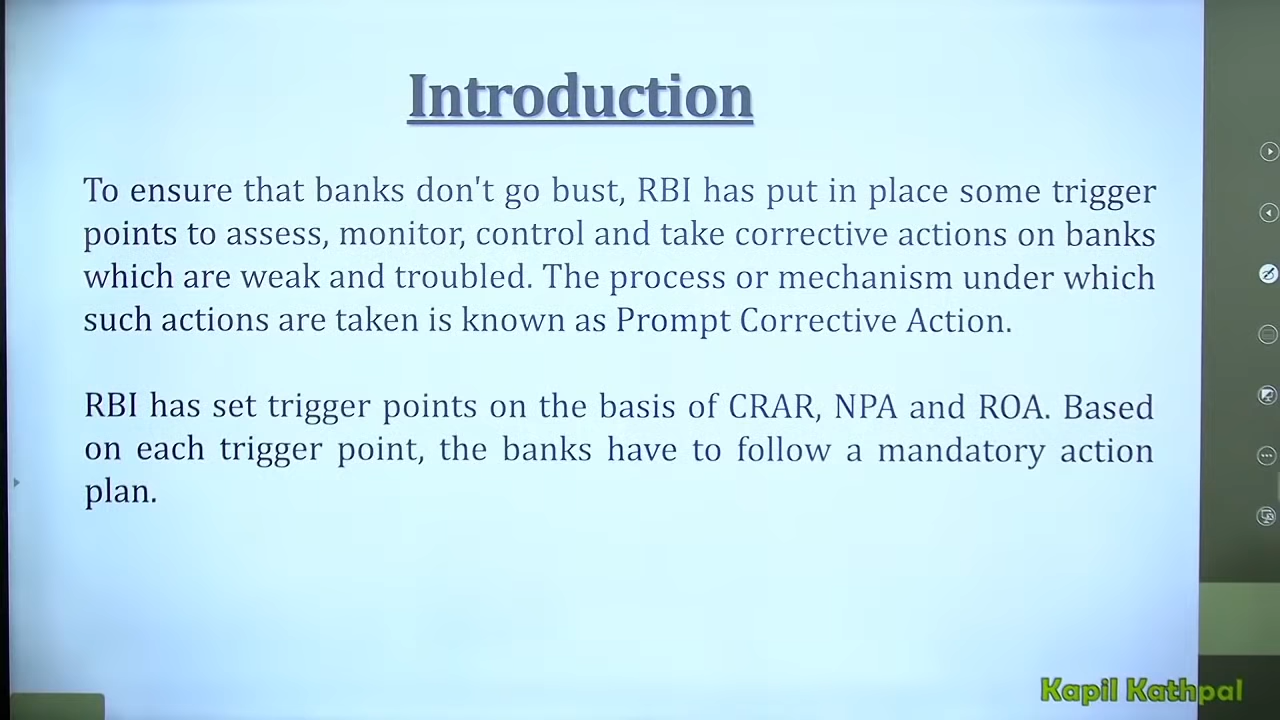 Introduction
To ensure that banks don't go bust, RBI has put in place some trigger
points to assess, monitor, control and take corrective actions on banks
which are weak and troubled. The process or mechanism under which
such actions are taken is known as Prompt Corrective Action.
RBI has set trigger points on the basis of CRAR, NPA and ROA. Based
on each trigger point, the banks have to follow a mandatory action
plan.
Kapil Kathpal